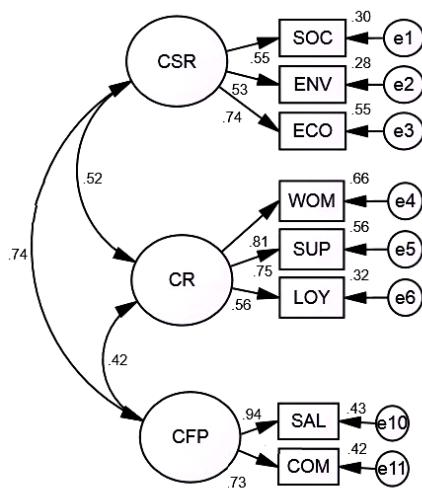 .30
SOC
e1
CSR
.55
.28
ENV
e2
.53
.55
.74
ECO
e3
.52
.66
WOM
e4
.81
.56
SUP
e5
.74
CR
.75
.32
.56
LOY
e6
.42
.94
.43
SAL
e10
CFP
.42
COM
e11
.73